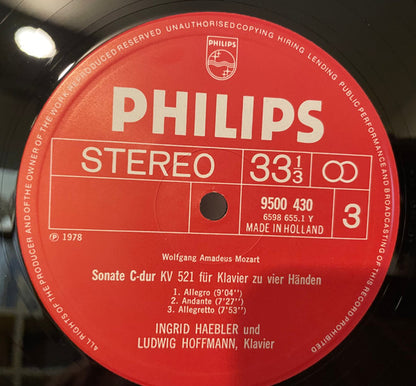 ALL RIGHTS OF THE PRODUCER AND OF THE OWNER OF THE WORK REPRODUCED RESERVED UNAUTHORISED COPYING HIRING LENDING PUBLIC PERFORMANCE AND BROADCASTING OF THIS RECORD PROHIBITED
PHILIPS
PHILIPS
STEREO
33 1/3
∞
9500 430
6598 655.1 Y
MADE IN HOLLAND
3
Ⓟ 1978
Wolfgang Amadeus Mozart
Sonate C-dur KV 521 für Klavier zu vier Händen
1. Allegro (9'04'')
2. Andante (7'27'')
3. Allegretto (7'53'')
INGRID HAEBLER und
LUDWIG HOFFMANN, Klavier